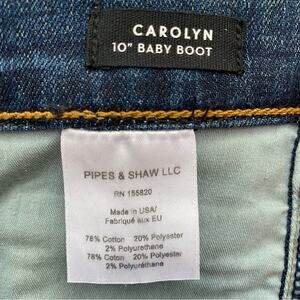 CAROLYN
10" BABY BOOT
PIPES & SHAW LLC
RN 155820
Made in USA/
Fabriqué aux EU
78% Cotton 20% Polyester
2% Polyurethane
78% Cotton 20% Polyester
2% Polyuréthane